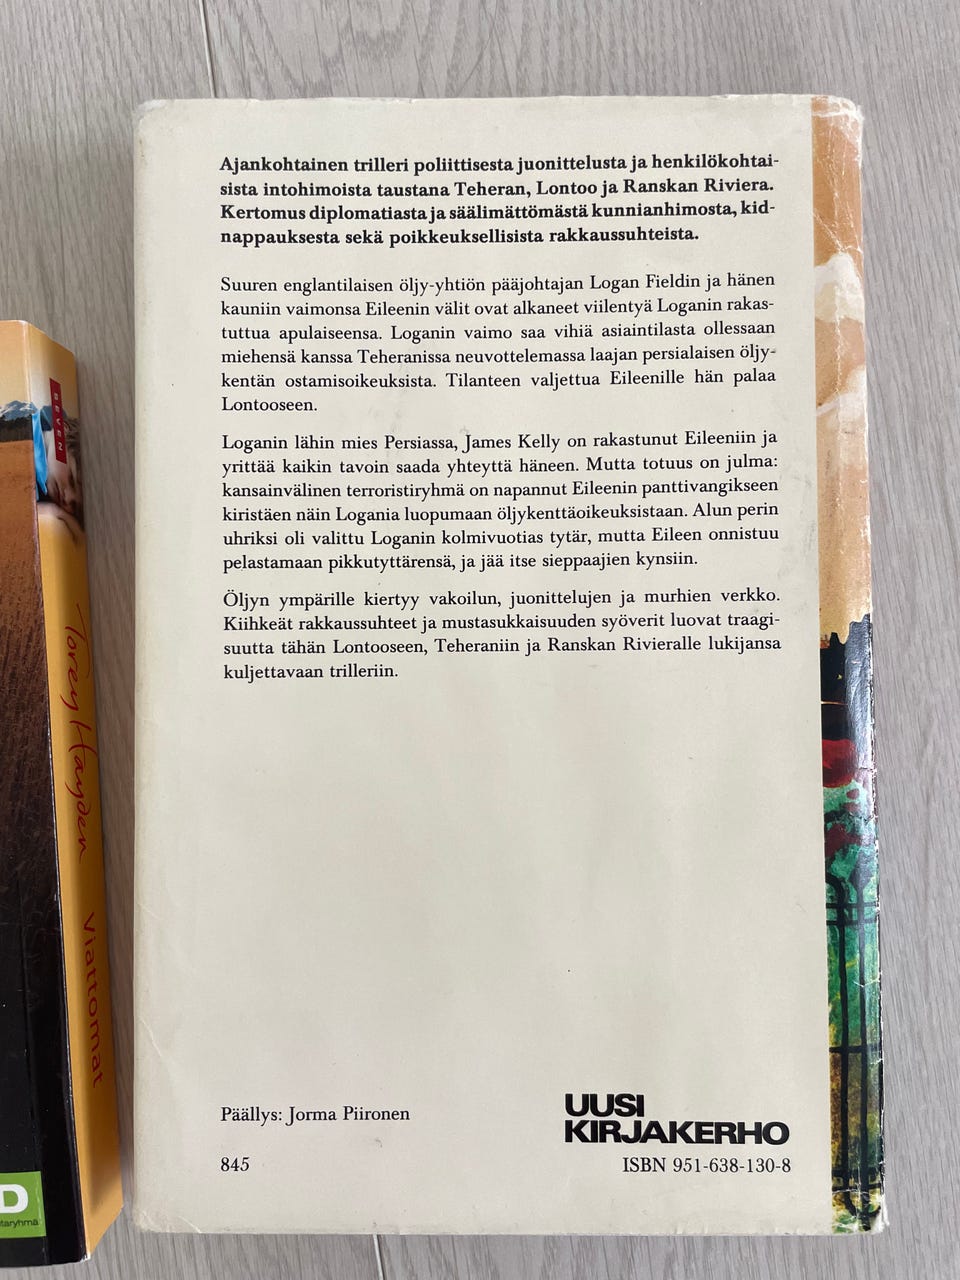 Ajankohtainen trilleri poliittisesta juonittelusta ja henkilökohtai-
sista intohimoista taustana Teheran, Lontoo ja Ranskan Riviera.
Kertomus diplomatiasta ja säälimättömästä kunnianhimosta, kid-
nappauksesta sekä poikkeuksellisista rakkaussuhteista.
Suuren englantilaisen öljy-yhtiön pääjohtajan Logan Fieldin ja hänen
kauniin vaimonsa Eileenin välit ovat alkaneet viilentyä Loganin rakas-
tuttua apulaiseensa. Loganin vaimo saa vihiä asiaintilasta ollessaan
miehensä kanssa Teheranissa neuvottelemassa laajan persialaisen öljy-
kentän ostamisoikeuksista. Tilanteen valjettua Eileenille hän palaa
Lontooseen.
Loganin lähin mies Persiassa, James Kelly on rakastunut Eileeniin ja
yrittää kaikin tavoin saada yhteyttä häneen. Mutta totuus on julma:
kansainvälinen terroristiryhmä on napannut Eileenin panttivangikseen
kiristäen näin Logania luopumaan öljykenttäoikeuksistaan. Alun perin
uhriksi oli valittu Loganin kolmivuotias tytär, mutta Eileen onnistuu
pelastamaan pikkutyttärensä, ja jää itse sieppaajien kynsiin.
Öljyn ympärille kiertyy vakoilun, juonittelujen ja murhien verkko.
Kiihkeät rakkaussuhteet ja mustasukkaisuuden syöverit luovat traagi-
suutta tähän Lontooseen, Teheraniin ja Ranskan Rivieralle lukijansa
kuljettavaan trilleriin.
Päällys: Jorma Piironen
845
UUSI
KIRJAKERHO
ISBN 951-638-130-8
SEVEN
Torey Hayden Viattomat
D